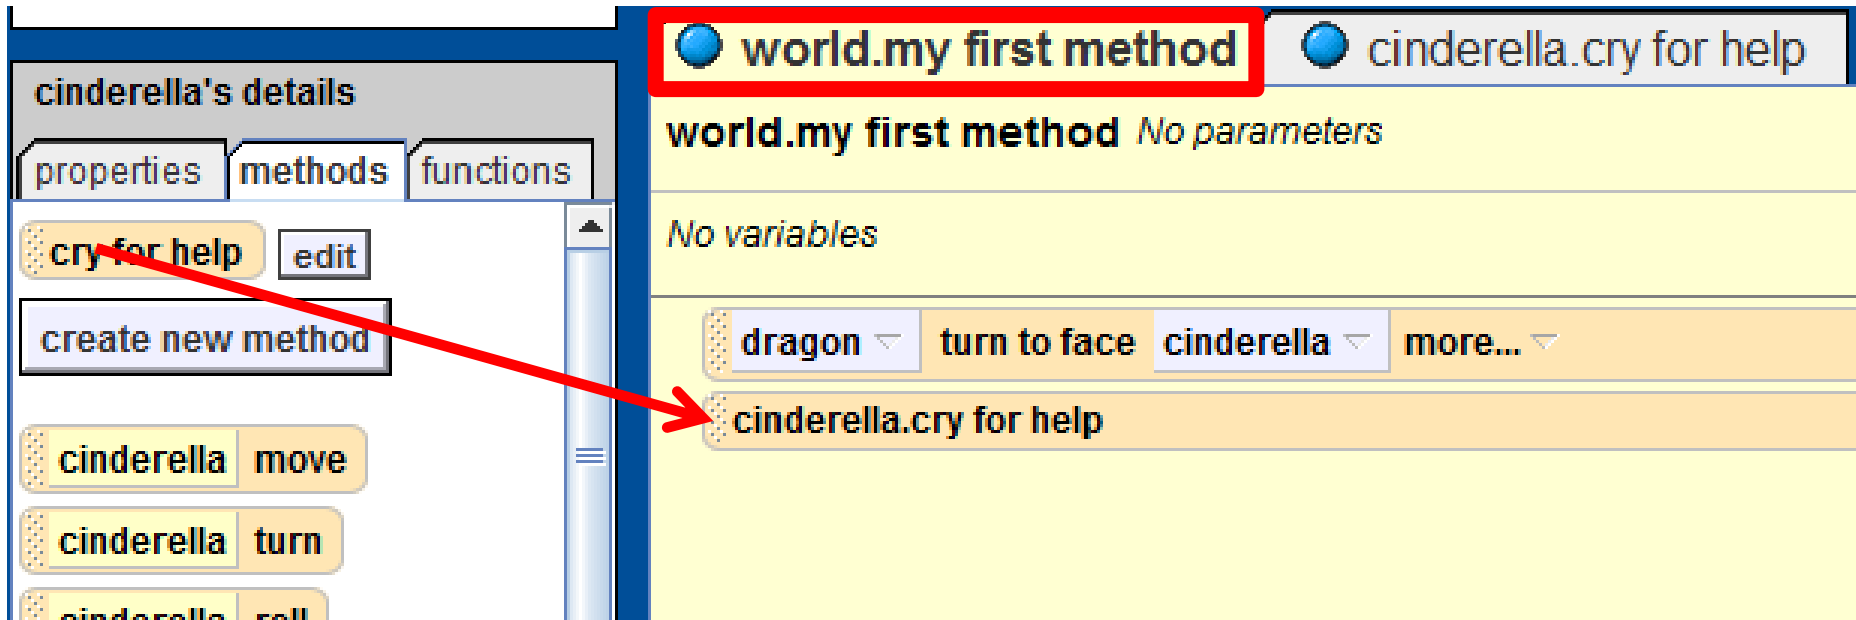 cinderella's details
properties methods functions
cry for help edit
create new method
cinderella move
cinderella turn
cinderella roll
world.my first method cinderella.cry for help
world.my first method No parameters
No variables
dragon turn to face cinderella more...
cinderella.cry for help